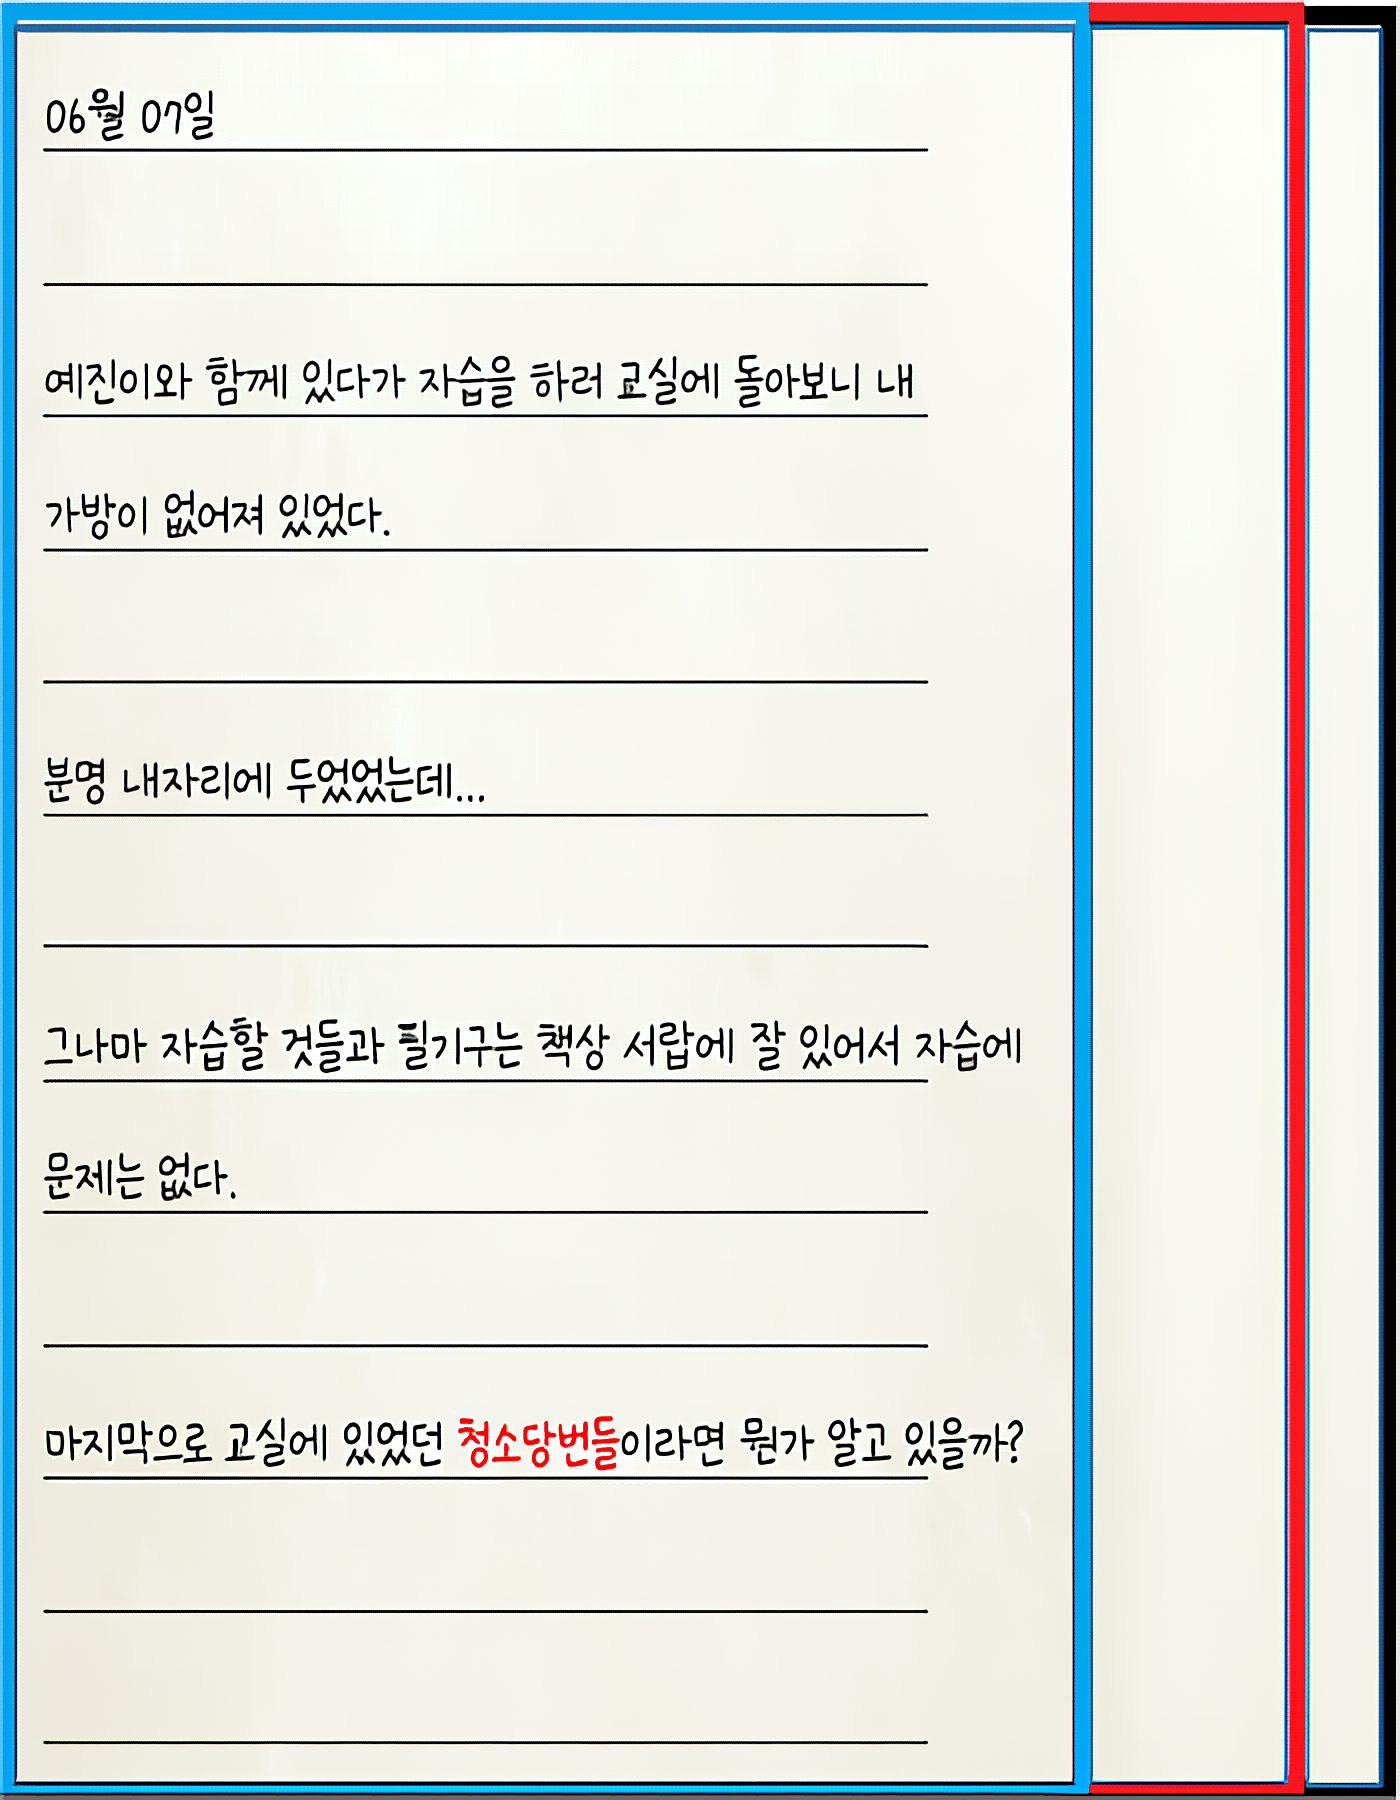 06월 07일
예진이와 함께 있다가 자습을 하러 교실에 돌아보니 내
가방이 없어져 있었다.
분명 내자리에 두었었는데...
그나마 자습할 것들과 필기구는 책상 서랍에 잘 있어서 자습에
문제는 없다.
마지막으로 교실에 있었던 청소당번들이라면 뭔가 알고 있을까?